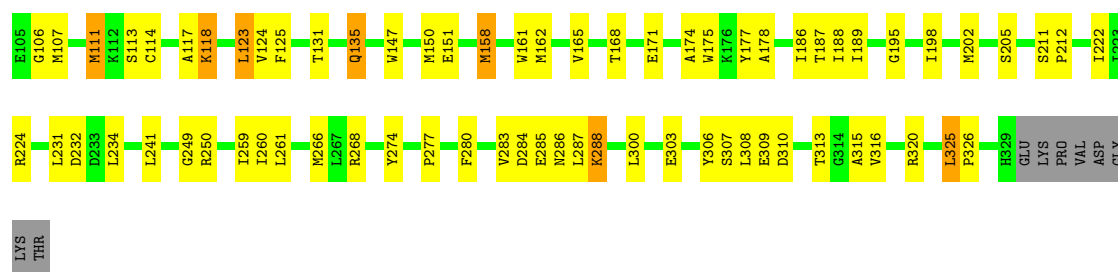 E105 G106 M107 M111 K112 S113 C114 A117 K118 L123 V124 F125 T131 Q135 W147 M150 E151 M158 W161 M162 V165 T168 E171 A174 W175 K176 Y177 A178 I186 T187 I188 I189 G195 I198 M202 S205 S211 P212 I222
R224 L231 D232 D233 L234 L241 G249 R250 I259 I260 L261 M266 L267 R268 Y274 P277 F280 V283 D284 E285 N286 L287 K288 L300 E303 Y306 S307 L308 E309 D310 T313 G314 A315 V316 R320 L325 P326 H329 GLU LYS PRO VAL ASP
LYS THR